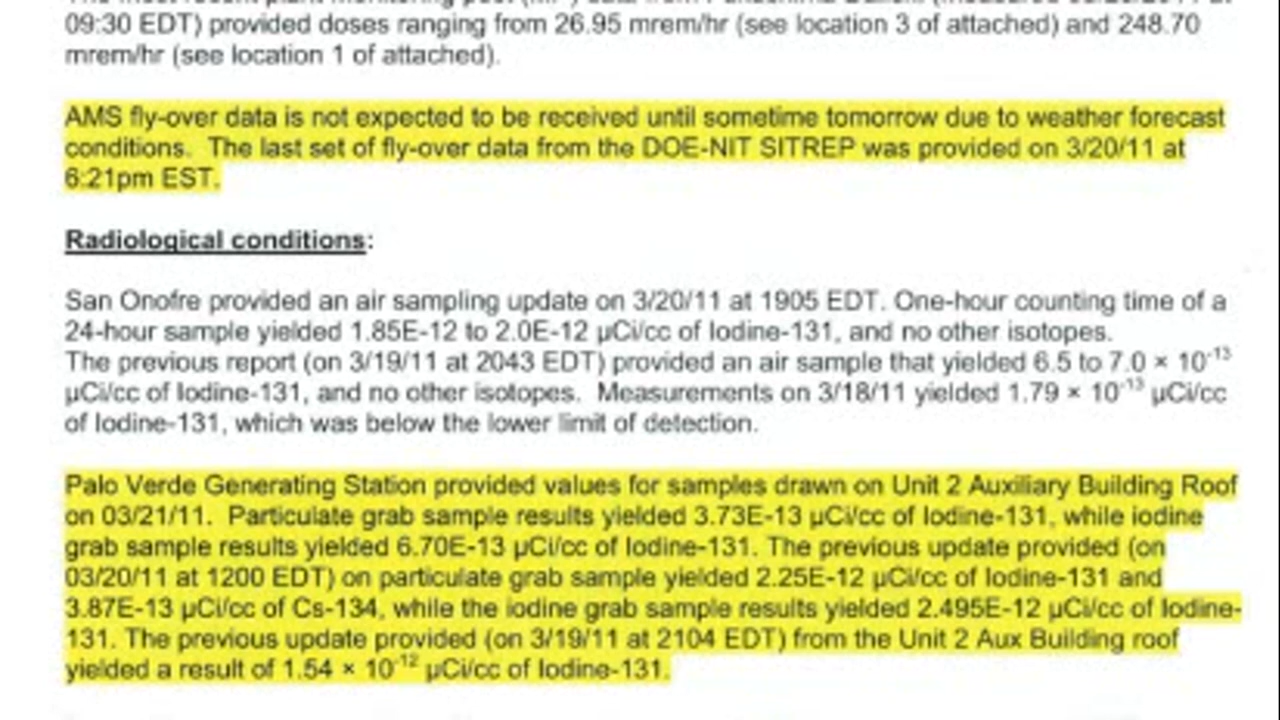 09:30 EDT) provided doses ranging from 26.95 mrem/hr (see location 3 of attached) and 248.70
mrem/hr (see location 1 of attached).
AMS fly-over data is not expected to be received until sometime tomorrow due to weather forecast
conditions. The last set of fly-over data from the DOE-NIT SITREP was provided on 3/20/11 at
6:21pm EST.
Radiological conditions:
San Onofre provided an air sampling update on 3/20/11 at 1905 EDT. One-hour counting time of a
24-hour sample yielded 1.85E-12 to 2.0E-12 µCi/cc of Iodine-131, and no other isotopes.
The previous report (on 3/19/11 at 2043 EDT) provided an air sample that yielded 6.5 to 7.0 × 10⁻¹³
µCi/cc of Iodine-131, and no other isotopes. Measurements on 3/18/11 yielded 1.79 × 10⁻¹³ µCi/cc
of Iodine-131, which was below the lower limit of detection.
Palo Verde Generating Station provided values for samples drawn on Unit 2 Auxiliary Building Roof
on 03/21/11. Particulate grab sample results yielded 3.73E-13 µCi/cc of Iodine-131, while iodine
grab sample results yielded 6.70E-13 µCi/cc of Iodine-131. The previous update provided (on
03/20/11 at 1200 EDT) on particulate grab sample yielded 2.25E-12 µCi/cc of Iodine-131 and
3.87E-13 µCi/cc of Cs-134, while the iodine grab sample results yielded 2.495E-12 µCi/cc of Iodine-
131. The previous update provided (on 3/19/11 at 2104 EDT) from the Unit 2 Aux Building roof
yielded a result of 1.54 × 10⁻¹² µCi/cc of Iodine-131.